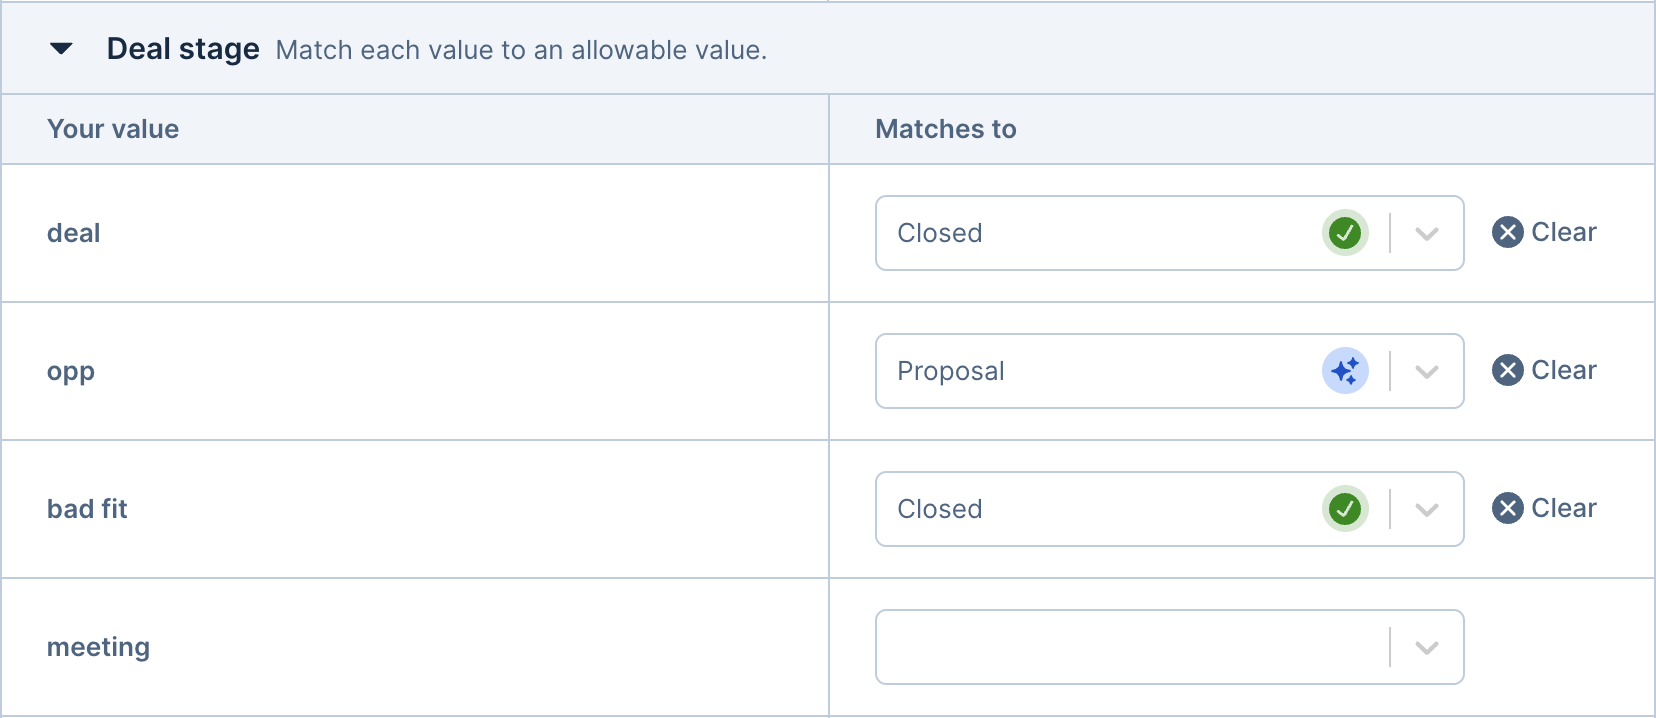 Deal stage Match each value to an allowable value.
Your value Matches to
deal Closed Clear
opp Proposal Clear
bad fit Closed Clear
meeting